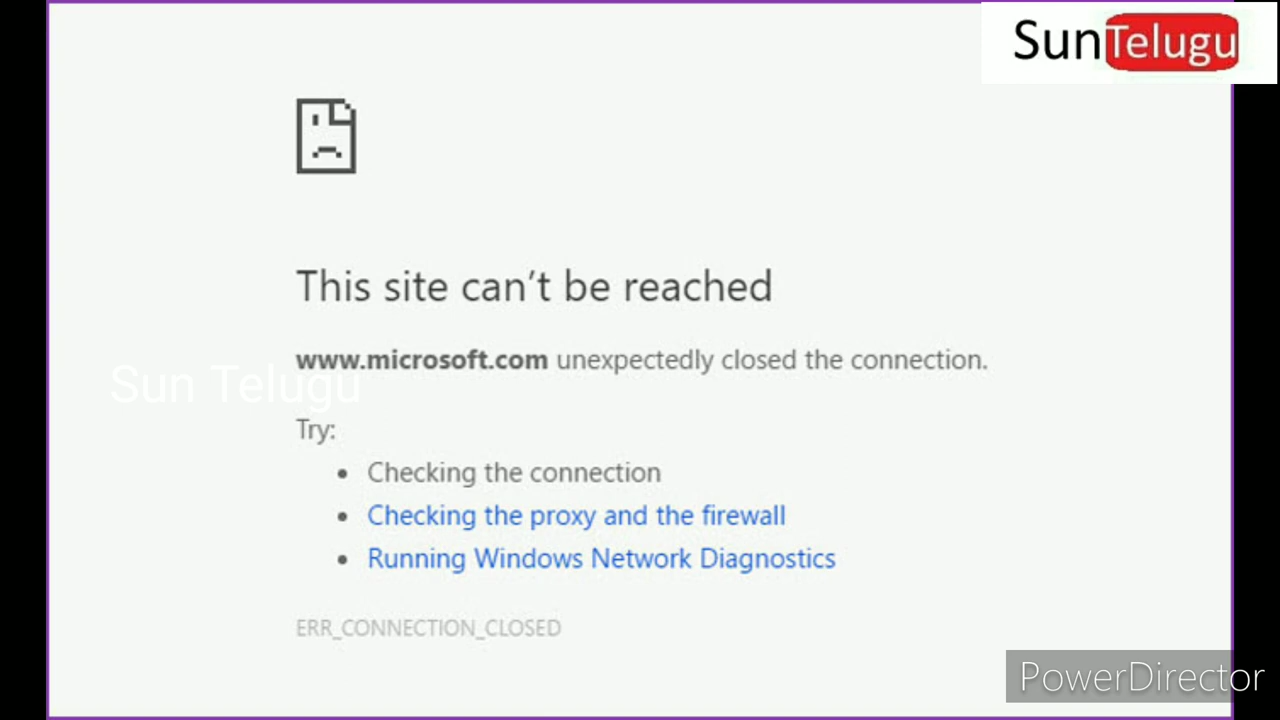 SunTelugu
This site can't be reached
www.microsoft.com unexpectedly closed the connection.
Sun Telugu
Try:
• Checking the connection
• Checking the proxy and the firewall
• Running Windows Network Diagnostics
ERR_CONNECTION_CLOSED
PowerDirector